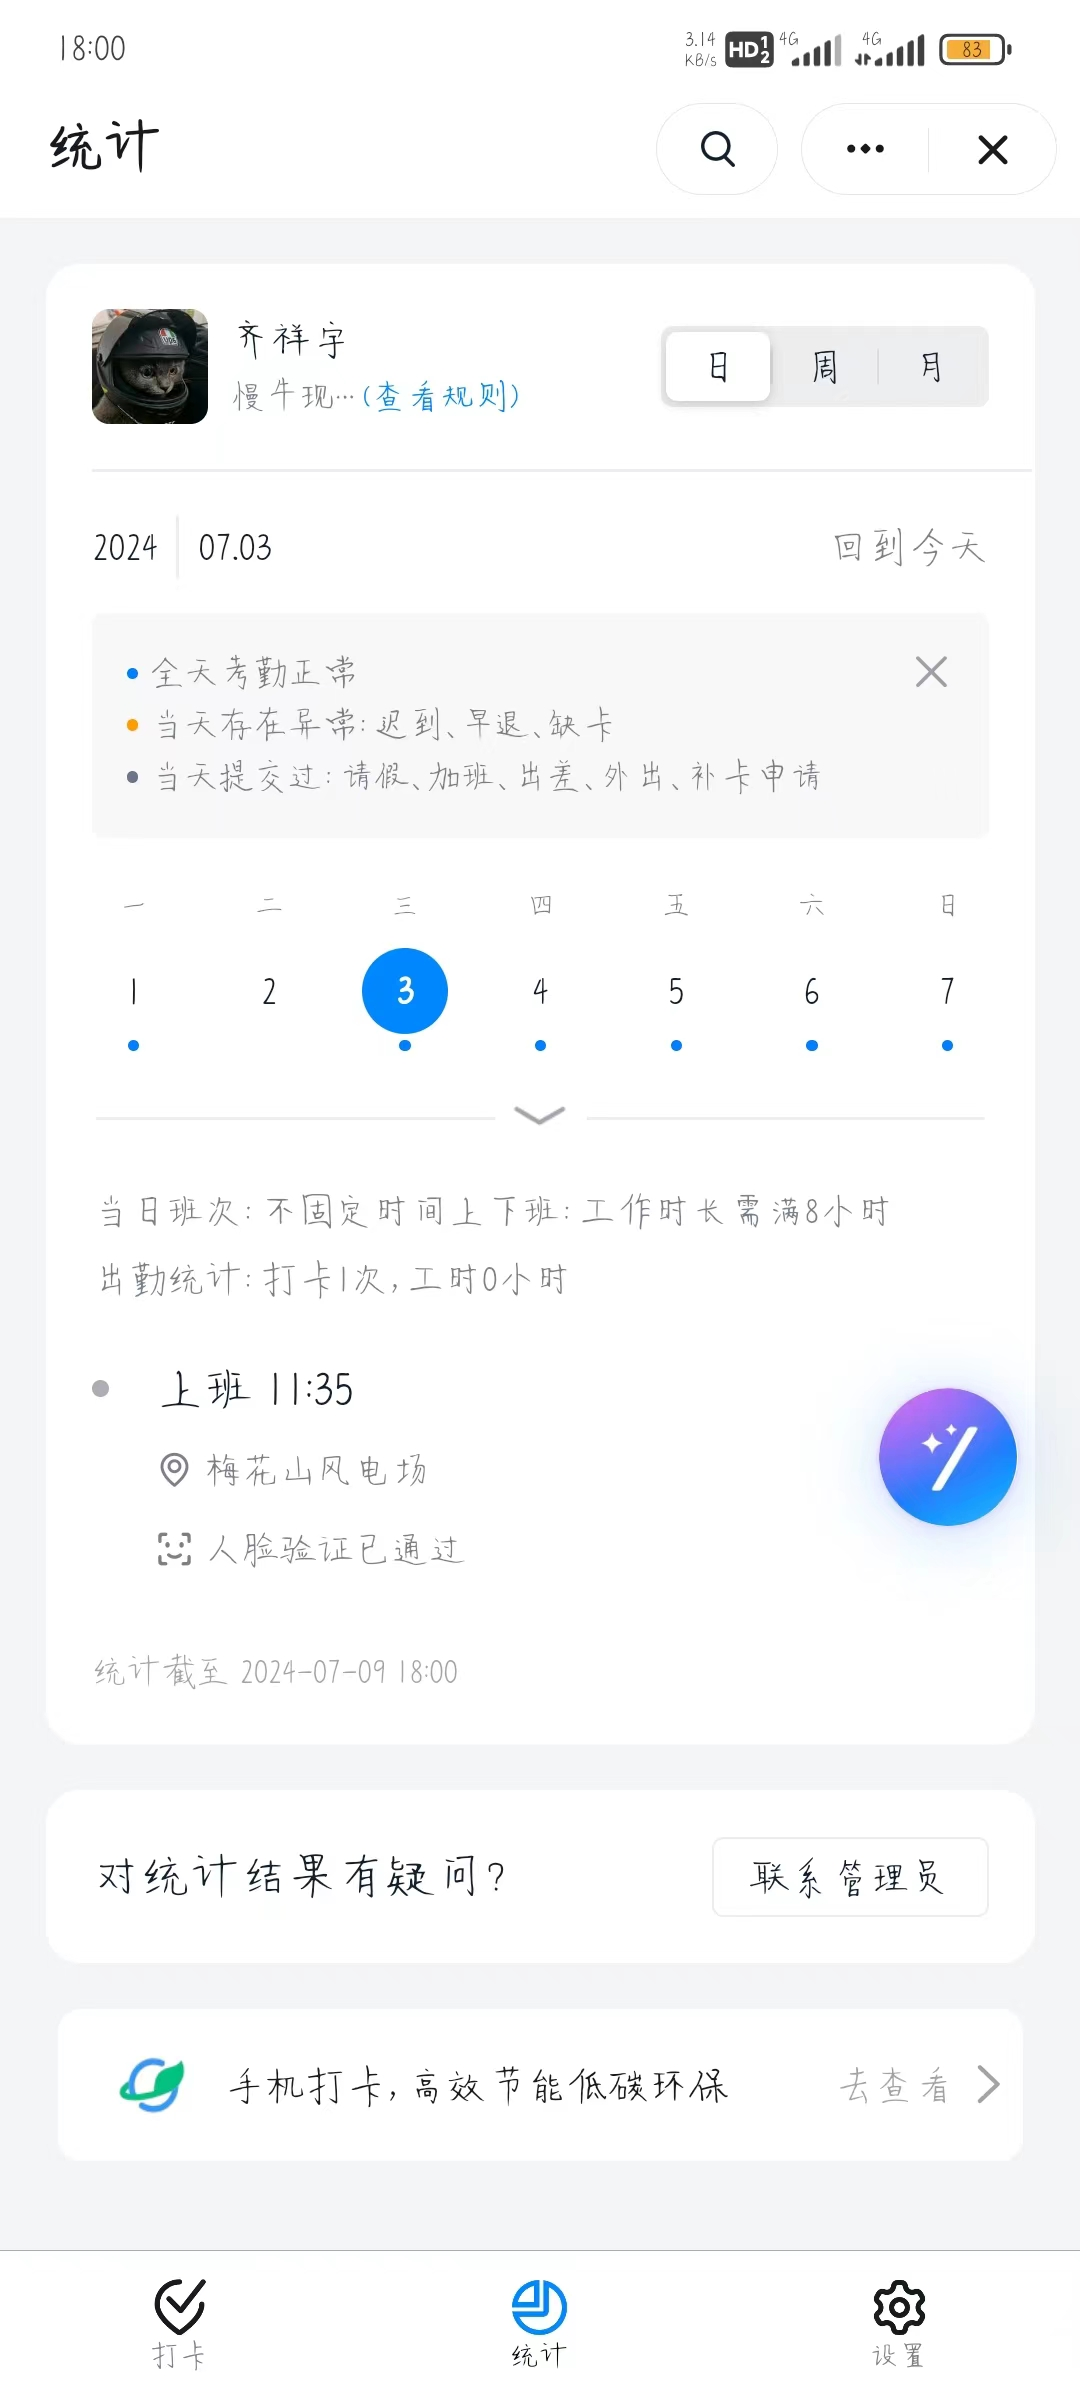 18:00
3.14 KB/s HD 1 2 4G 4G 83
统计
齐祥宇
慢牛现…(查看规则)
日 周 月
2024 07.03 回到今天
全天考勤正常
当天存在异常:迟到、早退、缺卡
当天提交过:请假、加班、出差、外出、补卡申请
一 二 三 四 五 六 日
1 2 3 4 5 6 7
当日班次:不固定时间上下班:工作时长需满8小时
出勤统计:打卡1次,工时0小时
上班 11:35
梅花山风电场
人脸验证已通过
统计截至 2024-07-09 18:00
对统计结果有疑问? 联系管理员
手机打卡,高效节能低碳环保 去查看
打卡 统计 设置